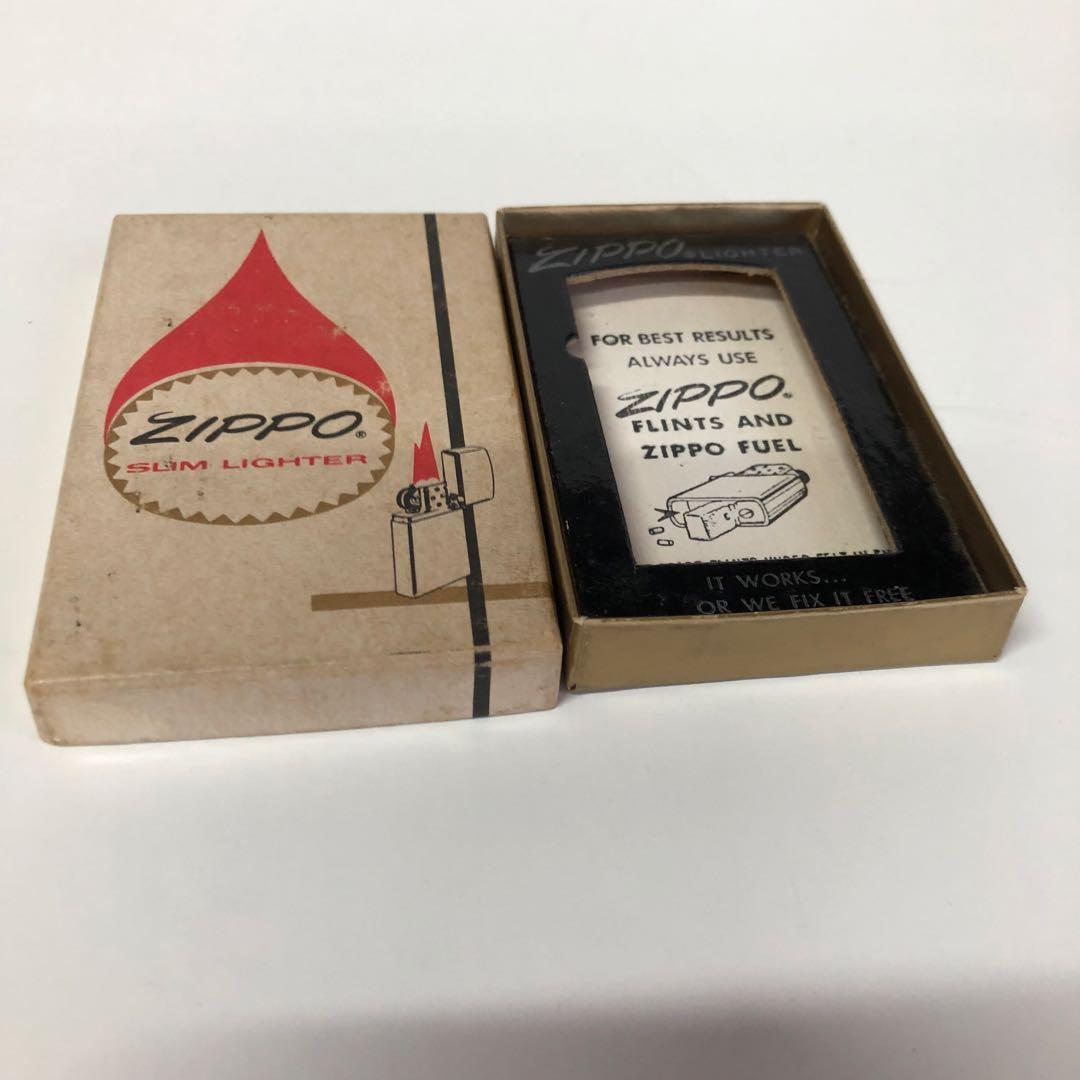 ZIPPO®
SLIM LIGHTER
ZIPPO® LIGHTER
FOR BEST RESULTS
ALWAYS USE
ZIPPO®
FLINTS AND
ZIPPO FUEL
IT WORKS...
OR WE FIX IT FREE